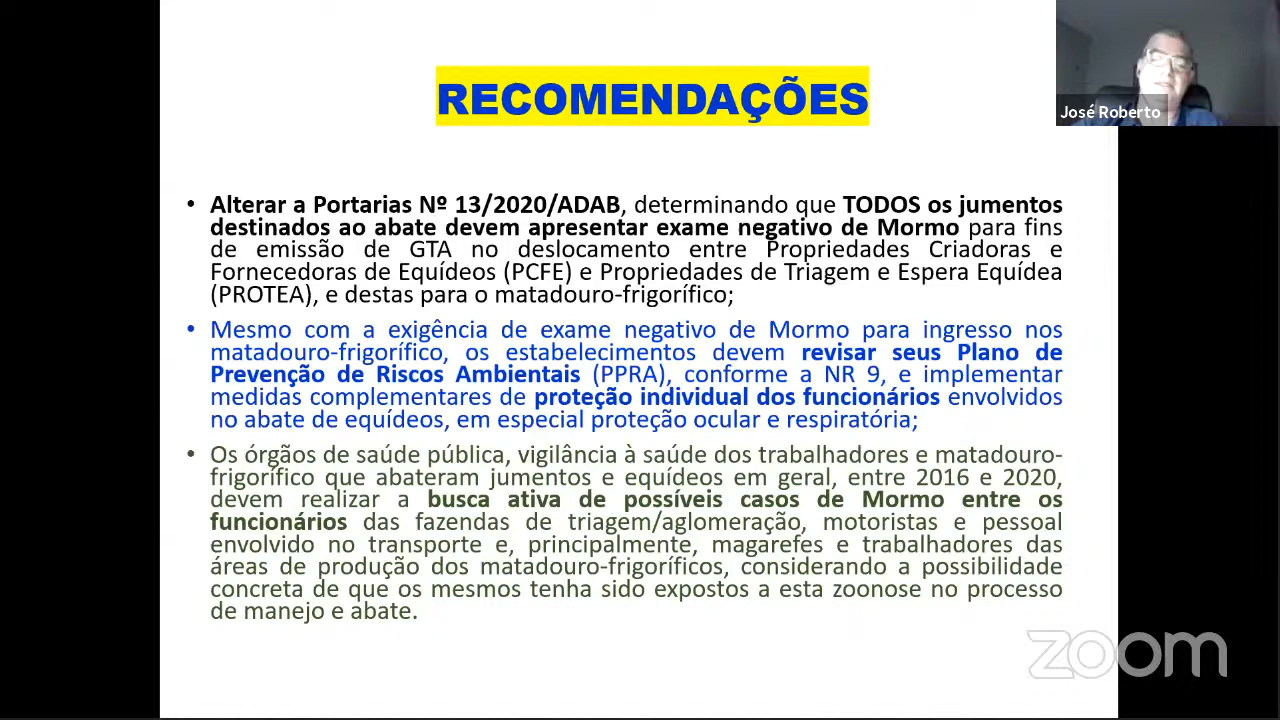 RECOMENDAÇÕES
José Roberto
• Alterar a Portarias Nº 13/2020/ADAB, determinando que TODOS os jumentos
destinados ao abate devem apresentar exame negativo de Mormo para fins
de emissão de GTA no deslocamento entre Propriedades Criadoras e
Fornecedoras de Equídeos (PCFE) e Propriedades de Triagem e Espera Equídea
(PROTEA), e destas para o matadouro-frigorífico;
• Mesmo com a exigência de exame negativo de Mormo para ingresso nos
matadouro-frigorífico, os estabelecimentos devem revisar seus Plano de
Prevenção de Riscos Ambientais (PPRA), conforme a NR 9, e implementar
medidas complementares de proteção individual dos funcionários envolvidos
no abate de equídeos, em especial proteção ocular e respiratória;
• Os órgãos de saúde pública, vigilância à saúde dos trabalhadores e matadouro-
frigorífico que abateram jumentos e equídeos em geral, entre 2016 e 2020,
devem realizar a busca ativa de possíveis casos de Mormo entre os
funcionários das fazendas de triagem/aglomeração, motoristas e pessoal
envolvido no transporte e, principalmente, magarefes e trabalhadores das
áreas de produção dos matadouro-frigoríficos, considerando a possibilidade
concreta de que os mesmos tenha sido expostos a esta zoonose no processo
de manejo e abate.
zoom